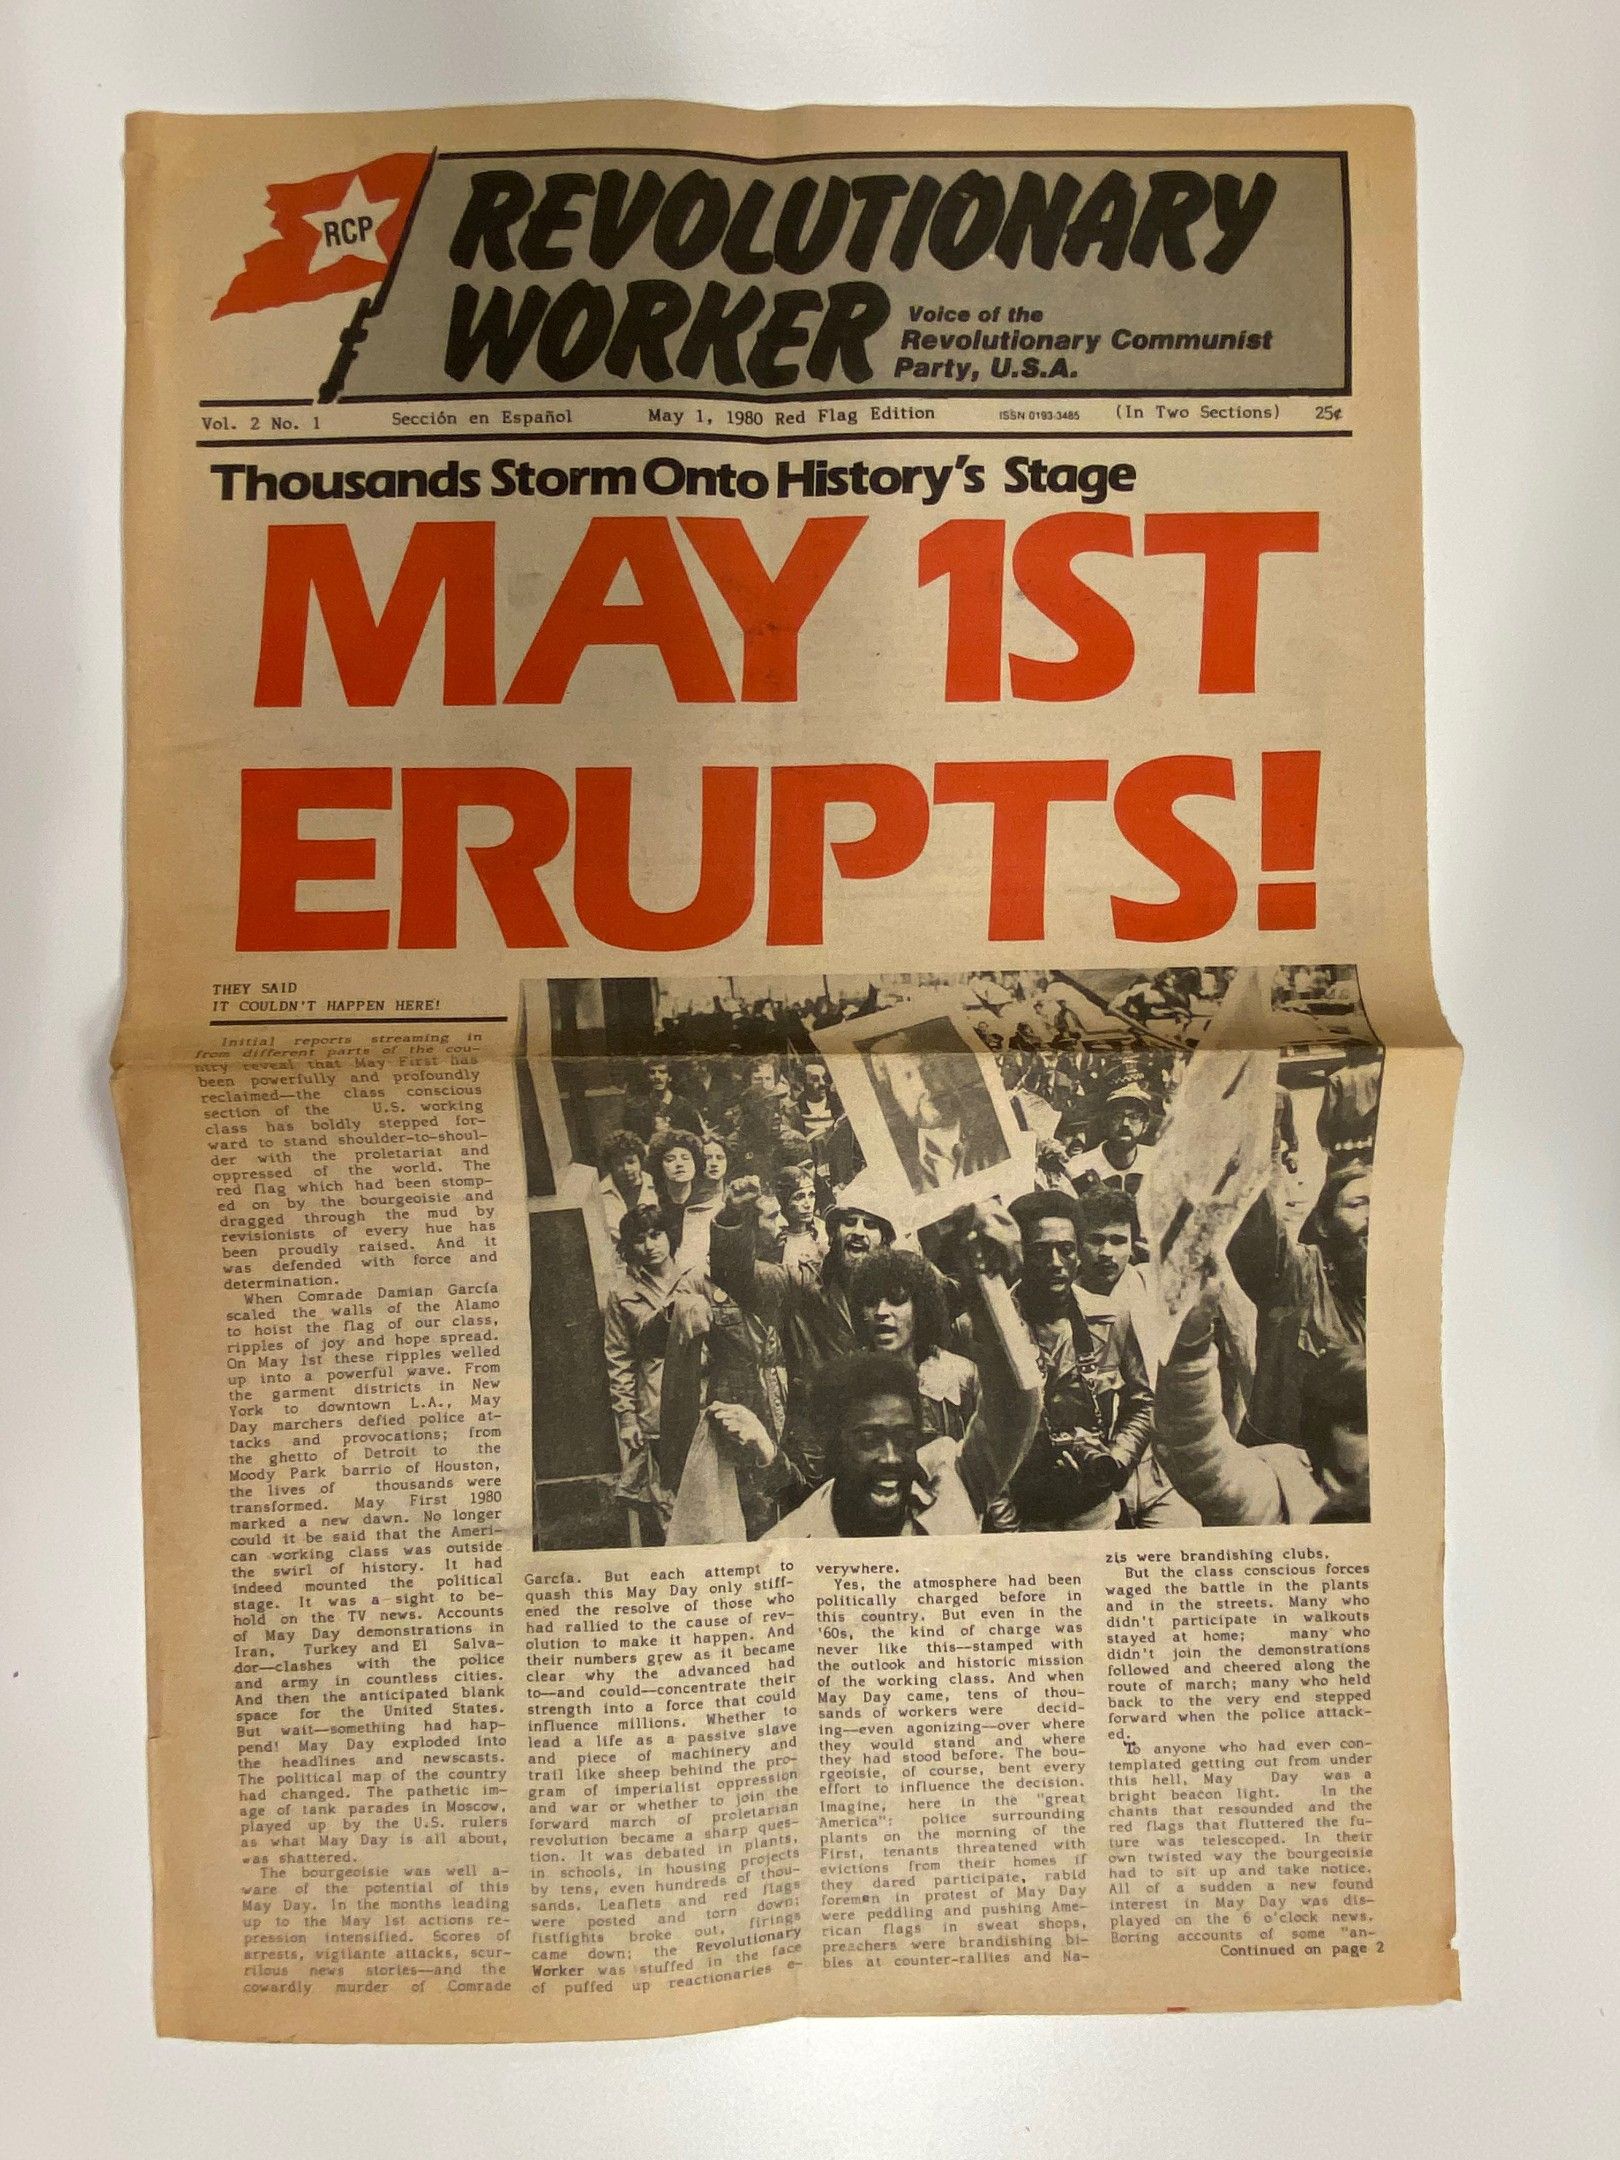 RCP
REVOLUTIONARY
WORKER
Voice of the
Revolutionary Communist
Party, U.S.A.
Vol. 2 No. 1 Sección en Español May 1, 1980 Red Flag Edition ISSN 0193-3485 (In Two Sections) 25¢
Thousands Storm Onto History's Stage
MAY 1ST
ERUPTS!
THEY SAID
IT COULDN'T HAPPEN HERE!
Initial reports streaming in
from different parts of the cou-
ntry reveal that May First has
been powerfully and profoundly
reclaimed—the class conscious
section of the U.S. working
class has boldly stepped for-
ward to stand shoulder-to-shoul-
der with the proletariat and
oppressed of the world. The
red flag which had been stomp-
ed on by the bourgeoisie and
dragged through the mud by
revisionists of every hue has
been proudly raised. And it
was defended with force and
determination.
When Comrade Damian García
scaled the walls of the Alamo
to hoist the flag of our class,
ripples of joy and hope spread.
On May 1st these ripples welled
up into a powerful wave. From
the garment districts in New
York to downtown L.A., May
Day marchers defied police at-
tacks and provocations; from
the ghetto of Detroit to the
Moody Park barrio of Houston,
the lives of thousands were
transformed. May First 1980
marked a new dawn. No longer
could it be said that the Ameri-
can working class was outside
the swirl of history. It had
indeed mounted the political
stage. It was a sight to be-
hold on the TV news. Accounts
of May Day demonstrations in
Iran, Turkey and El Salva-
dor—clashes with the police
and army in countless cities.
And then the anticipated blank
space for the United States.
But wait—something had hap-
pend! May Day exploded into
the headlines and newscasts.
The political map of the country
had changed. The pathetic im-
age of tank parades in Moscow,
played up by the U.S. rulers
as what May Day is all about,
was shattered.
The bourgeoisie was well a-
ware of the potential of this
May Day. In the months leading
up to the May 1st actions re-
pression intensified. Scores of
arrests, vigilante attacks, scur-
rilous news stories—and the
cowardly murder of Comrade
García. But each attempt to
quash this May Day only stiff-
ened the resolve of those who
had rallied to the cause of rev-
olution to make it happen. And
their numbers grew as it became
clear why the advanced had
to—and could—concentrate their
strength into a force that could
influence millions. Whether to
lead a life as a passive slave
and piece of machinery and
trail like sheep behind the pro-
gram of imperialist oppression
and war or whether to join the
forward march of proletarian
revolution became a sharp ques-
tion. It was debated in plants,
in schools, in housing projects
by tens, even hundreds of thou-
sands. Leaflets and red flags
were posted and torn down;
fistfights broke out, firings
came down; the Revolutionary
Worker was stuffed in the face
of puffed up reactionaries e-
verywhere.
Yes, the atmosphere had been
politically charged before in
this country. But even in the
'60s, the kind of charge was
never like this--stamped with
the outlook and historic mission
of the working class. And when
May Day came, tens of thou-
sands of workers were decid-
ing—even agonizing—over where
they would stand and where
they had stood before. The bou-
rgeoisie, of course, bent every
effort to influence the decision.
Imagine, here in the "great
America": police surrounding
plants on the morning of the
First, tenants threatened with
evictions from their homes if
they dared participate, rabid
foremen in protest of May Day
were peddling and pushing Ame-
rican flags in sweat shops,
preachers were brandishing bi-
bles at counter-rallies and Na-
zis were brandishing clubs.
But the class conscious forces
waged the battle in the plants
and in the streets. Many who
didn't participate in walkouts
stayed at home; many who
didn't join the demonstrations
followed and cheered along the
route of march; many who held
back to the very end stepped
forward when the police attack-
ed.
To anyone who had ever con-
templated getting out from under
this hell, May Day was a
bright beacon light. In the
chants that resounded and the
red flags that fluttered the fu-
ture was telescoped. In their
own twisted way the bourgeoisie
had to sit up and take notice.
All of a sudden a new found
interest in May Day was dis-
played on the 6 o'clock news.
Boring accounts of some "an-
Continued on page 2